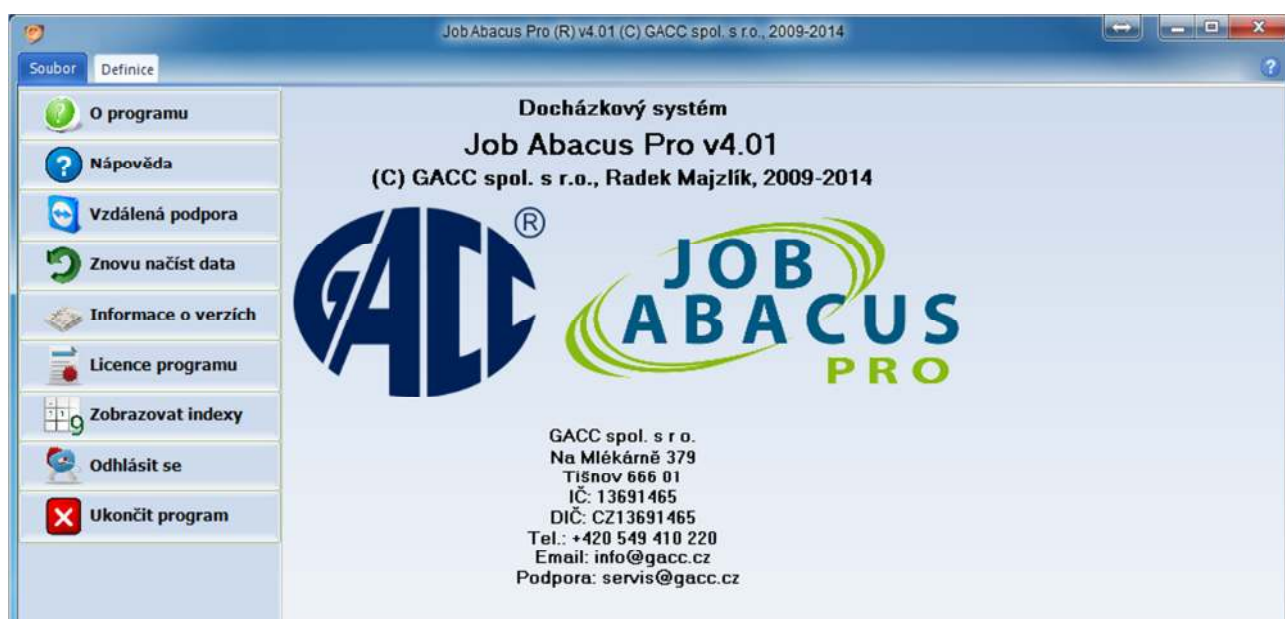 Job Abacus Pro (R) v4.01 (C) GACC spol. s r.o., 2009-2014
Soubor
Definice
O programu
Nápověda
Vzdálená podpora
Znovu načíst data
Informace o verzích
Licence programu
Zobrazovat indexy
Odhlásit se
Ukončit program
Docházkový systém
Job Abacus Pro v4.01
(C) GACC spol. s r.o., Radek Majzlík, 2009-2014
GACC ®
JOB
ABACUS
PRO
GACC spol. s r o.
Na Mlékárně 379
Tišnov 666 01
IČ: 13691465
DIČ: CZ13691465
Tel.: +420 549 410 220
Email: info@gacc.cz
Podpora: servis@gacc.cz